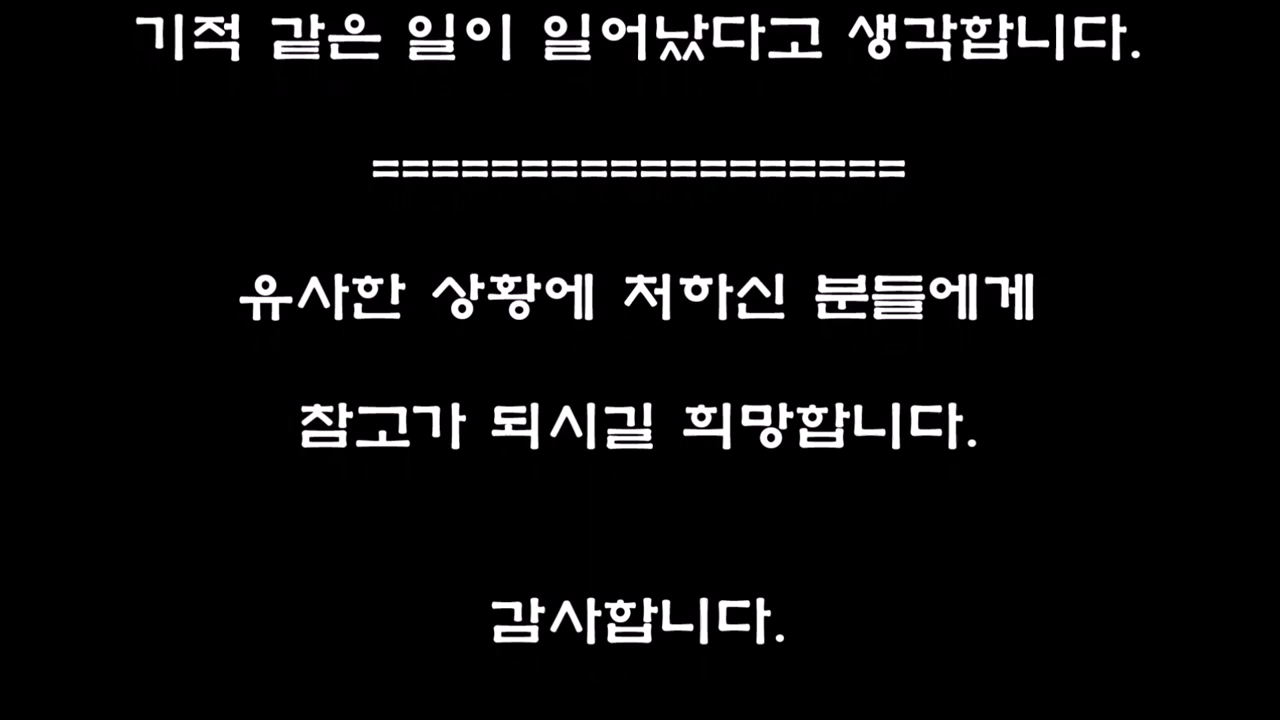 기적 같은 일이 일어났다고 생각합니다.
==================
유사한 상황에 처하신 분들에게
참고가 되시길 희망합니다.
감사합니다.